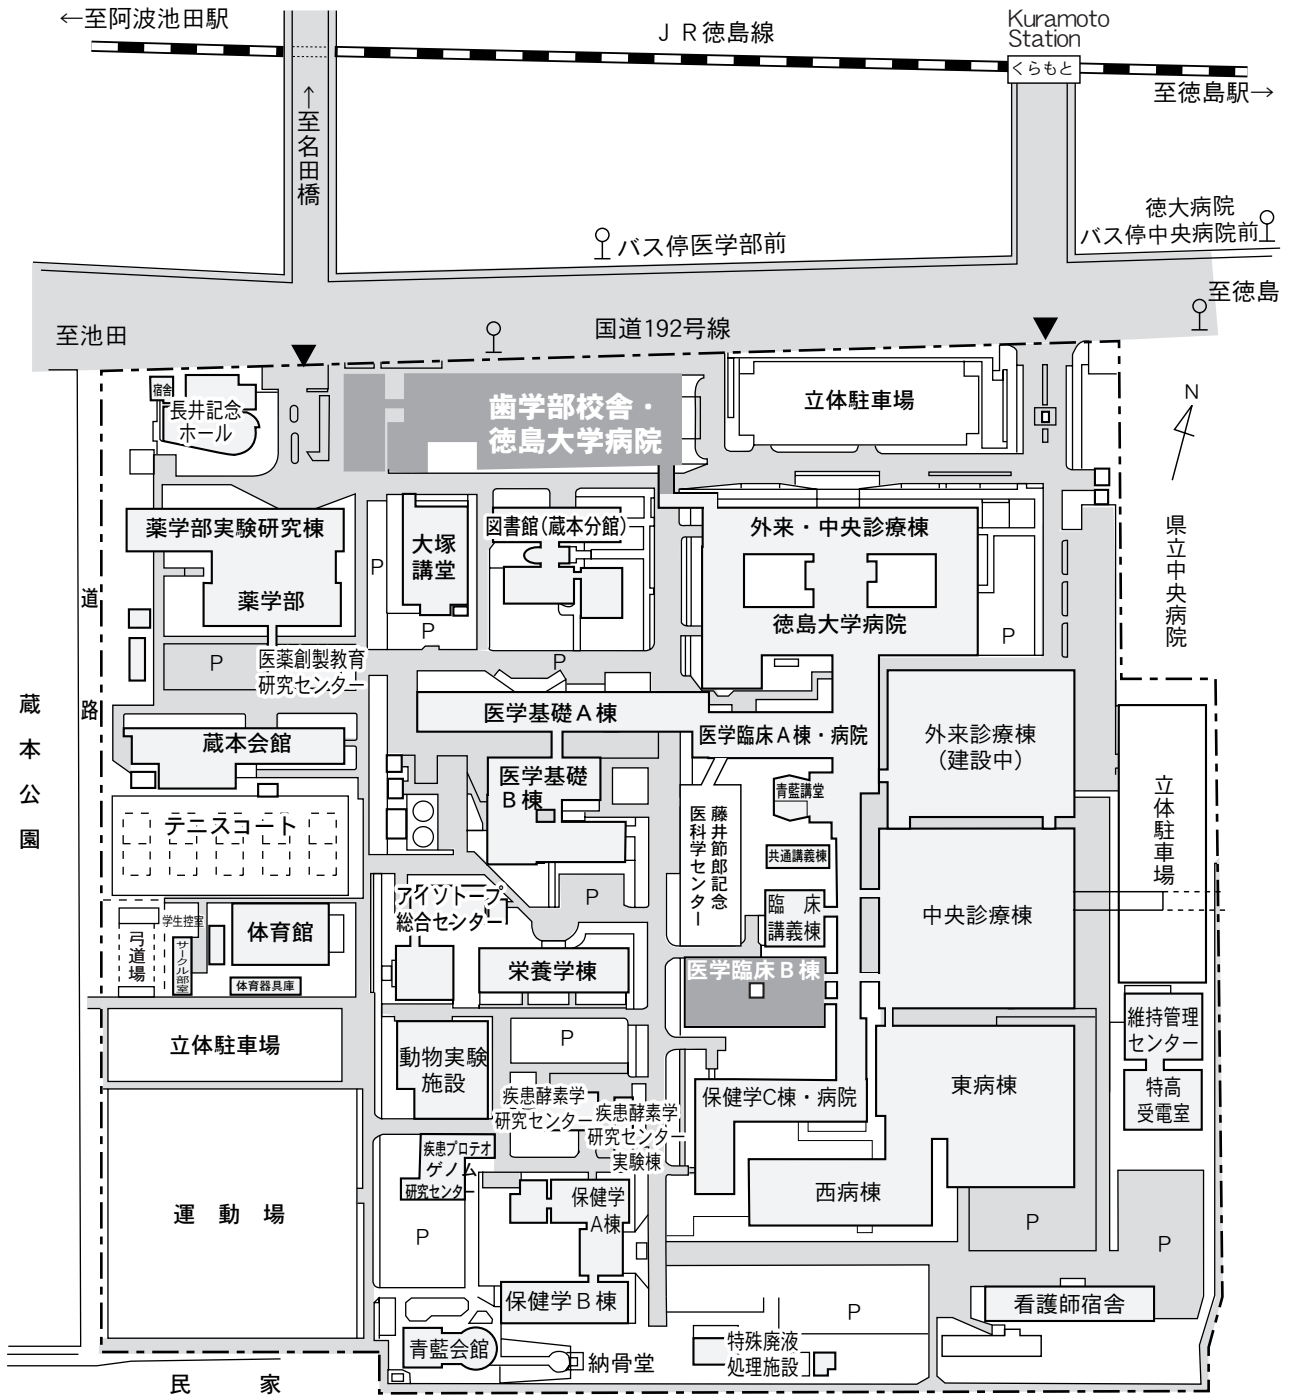 ←至阿波池田駅
ＪＲ徳島線
Kuramoto
Station
くらもと
至徳島駅→
←至名田橋
徳大病院
バス停中央病院前
バス停医学部前
至徳島
国道192号線
至池田
宿舎
長井記念
ホール
歯学部校舎・
徳島大学病院
立体駐車場
N
県立中央病院
薬学部実験研究棟
薬学部
P
大塚
講堂
P
図書館(蔵本分館)
外来・中央診療棟
徳島大学病院
P
道路
P
医薬創製教育
研究センター
P
医学基礎Ａ棟
医学臨床Ａ棟・病院
外来診療棟
(建設中)
蔵本公園
蔵本会館
医学基礎
Ｂ棟
青藍講堂
藤井節郎記念
医科学センター
立体駐車場
テニスコート
共通講義棟
アイソトープ
総合センター
P
臨床
講義棟
中央診療棟
学生控室
弓道場
サークル部室
体育館
体育器具庫
栄養学棟
医学臨床Ｂ棟
維持管理
センター
立体駐車場
動物実験
施設
P
疾患酵素学
研究センター
疾患酵素学
研究センター
実験棟
保健学C棟・病院
東病棟
特高
受電室
疾患プロテオ
ゲノム
研究センター
保健学
A棟
西病棟
運動場
P
P
P
保健学Ｂ棟
P
看護師宿舎
青藍会館
納骨堂
特殊廃液
処理施設
民家